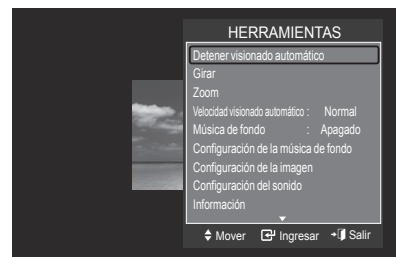 HERRAMIENTAS
Detener visionado automático
Girar
Zoom
Velocidad visionado automático : Normal
Música de fondo : Apagado
Configuración de la música de fondo
Configuración de la imagen
Configuración del sonido
Información
Mover Ingresar Salir